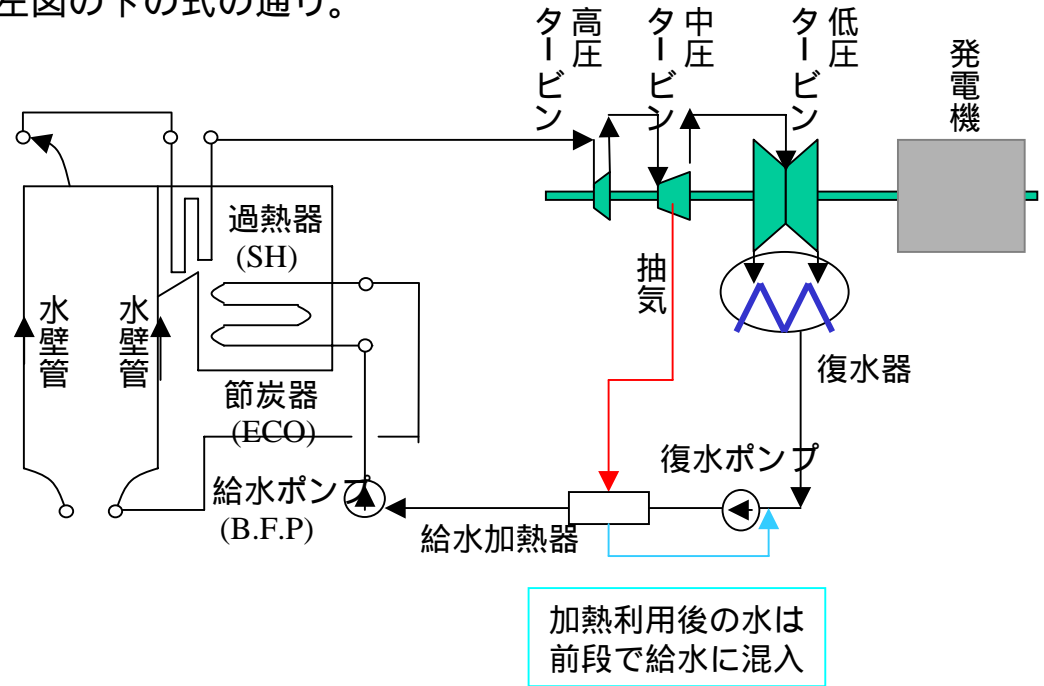 左図の下の式の通り。
高圧
タービン
中圧
タービン
低圧
タービン
発電機
過熱器
(SH)
水壁管
水壁管
抽気
節炭器
(ECO)
復水器
復水ポンプ
給水ポンプ
(B.F.P)
給水加熱器
加熱利用後の水は
前段で給水に混入